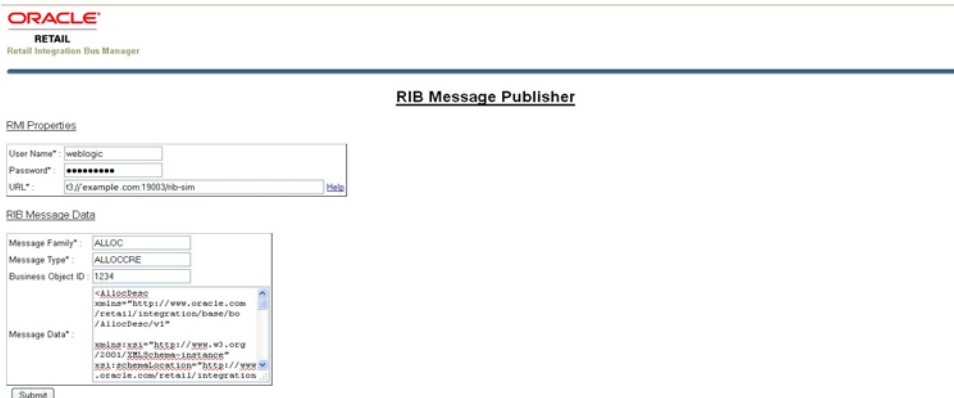 ORACLE
RETAIL
Retail Integration Bus Manager
RIB Message Publisher
RMI Properties
User Name* : weblogic
Password* : •••••••••
URL* : t3://example.com:19003/rib-sim Help
RIB Message Data
Message Family* : ALLOC
Message Type* : ALLOCCRE
Business Object ID : 1234
Message Data* :
<AllocDesc
xmlns="http://www.oracle.com
/retail/integration/base/bo
/AllocDesc/v1"
xmlns:xsi="http://www.w3.org
/2001/XMLSchema-instance"
xsi:schemaLocation="http://www
.oracle.com/retail/integration
Submit